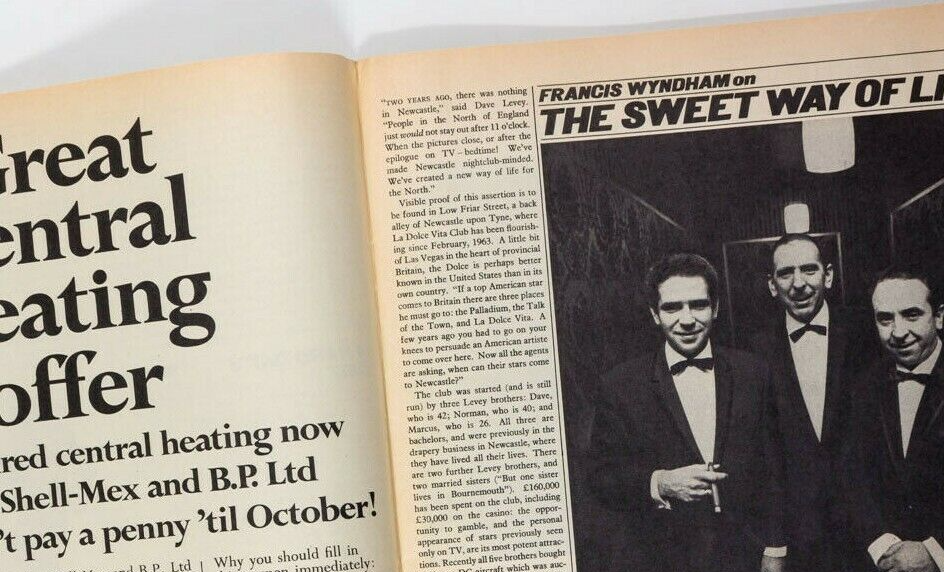 Great
entral
eating
offer
red central heating now
Shell-Mex and B.P. Ltd
't pay a penny 'til October!
and B.P. Ltd | Why you should fill in
immediately:
"TWO YEARS AGO, there was nothing
in Newcastle," said Dave Levey.
"People in the North of England
just would not stay out after 11 o'clock.
When the pictures close, or after the
epilogue on TV – bedtime! We've
made Newcastle nightclub-minded.
We've created a new way of life for
the North."
Visible proof of this assertion is to
be found in Low Friar Street, a back
alley of Newcastle upon Tyne, where
La Dolce Vita Club has been flourish-
ing since February, 1963. A little bit
of Las Vegas in the heart of provincial
Britain, the Dolce is perhaps better
known in the United States than in its
own country. "If a top American star
comes to Britain there are three places
he must go to: the Palladium, the Talk
of the Town, and La Dolce Vita. A
few years ago you had to go on your
knees to persuade an American artiste
to come over here. Now all the agents
are asking, when can their stars come
to Newcastle?"
The club was started (and is still
run) by three Levey brothers: Dave,
who is 42; Norman, who is 40; and
Marcus, who is 26. All three are
bachelors, and were previously in the
drapery business in Newcastle, where
they have lived all their lives. There
are two further Levey brothers, and
two married sisters ("But one sister
lives in Bournemouth"). £160,000
has been spent on the club, including
£30,000 on the casino: the oppor-
tunity to gamble, and the personal
appearance of stars previously seen
only on TV, are its most potent attrac-
tions. Recently all five brothers bought
aircraft which was auc-
FRANCIS WYNDHAM on
THE SWEET WAY OF LI